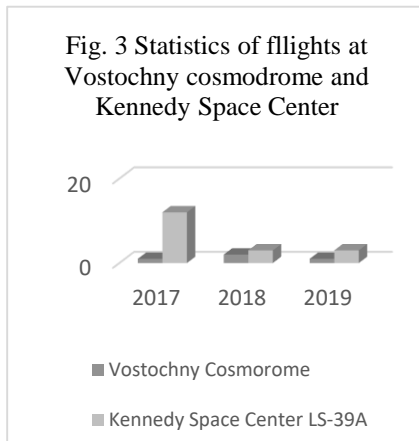 Fig. 3 Statistics of fllights at
Vostochny cosmodrome and
Kennedy Space Center
20
0
2017 2018 2019
Vostochny Cosmorome
Kennedy Space Center LS-39A